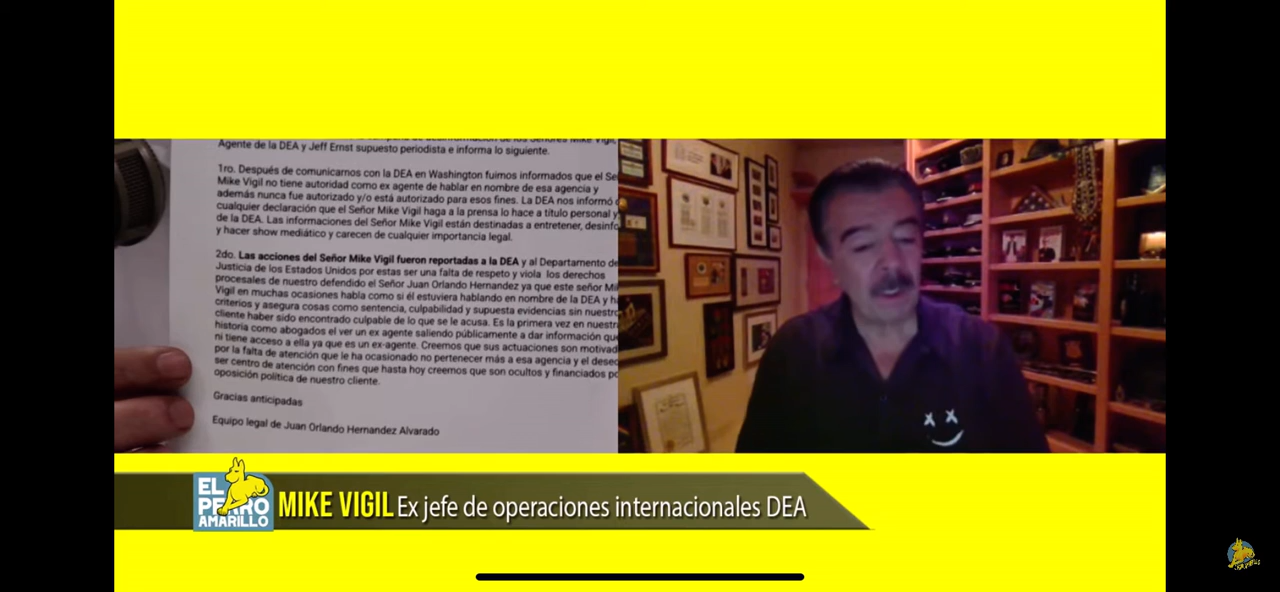 Agente de la DEA y Jeff Ernst supuesto periodista e informa lo siguiente.
1ro. Después de comunicarnos con la DEA en Washington fuimos informados que el Se
Mike Vigil no tiene autoridad como ex agente de hablar en nombre de esa agencia y
además nunca fue autorizado y/o está autorizado para esos fines. La DEA nos informó
cualquier declaración que el Señor Mike Vigil haga a la prensa lo hace a título personal y
de la DEA. Las informaciones del Señor Mike Vigil están destinadas a entretener, desinfo
y hacer show mediático y carecen de cualquier importancia legal.
2do. Las acciones del Señor Mike Vigil fueron reportadas a la DEA y al Departamento de
Justicia de los Estados Unidos por estas ser una falta de respeto y viola los derechos
procesales de nuestro defendido el Señor Juan Orlando Hernandez ya que este señor Mi
Vigil en muchas ocasiones habla como si él estuviera hablando en nombre de la DEA y h
criterios y asegura cosas como sentencia, culpabilidad y supuesta evidencias sin nuestro
cliente haber sido encontrado culpable de lo que se le acusa. Es la primera vez en nuestr
historia como abogados el ver un ex agente saliendo públicamente a dar información qu
ni tiene acceso a ella ya que es un ex-agente. Creemos que sus actuaciones son motivad
por la falta de atención que le ha ocasionado no pertenecer más a esa agencia y el dese
ser centro de atención con fines que hasta hoy creemos que son ocultos y financiados po
oposición política de nuestro cliente.
Gracias anticipadas
Equipo legal de Juan Orlando Hernandez Alvarado
EL PERRO AMARILLO
MIKE VIGIL Ex jefe de operaciones internacionales DEA